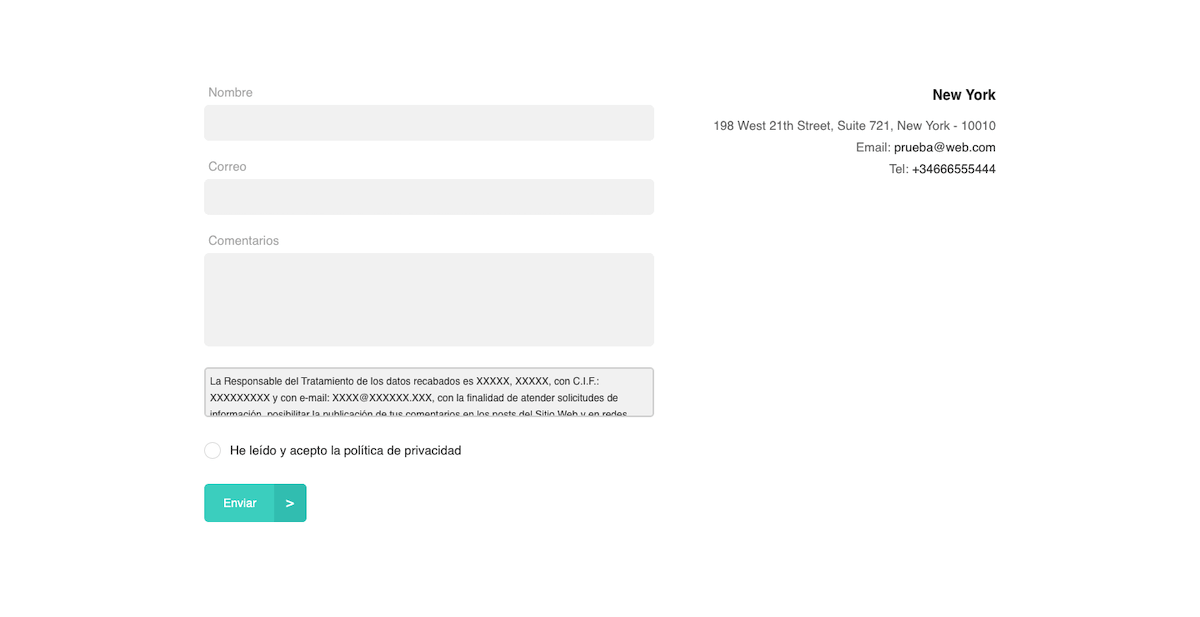 Nombre
Correo
Comentarios
La Responsable del Tratamiento de los datos recabados es XXXXX, XXXXX, con C.I.F.:
XXXXXXXXX y con e-mail: XXXX@XXXXXX.XXX, con la finalidad de atender solicitudes de
información, posibilitar la publicación de tus comentarios en los posts del Sitio Web y en redes
He leído y acepto la política de privacidad
Enviar >
New York
198 West 21th Street, Suite 721, New York - 10010
Email: prueba@web.com
Tel: +34666555444